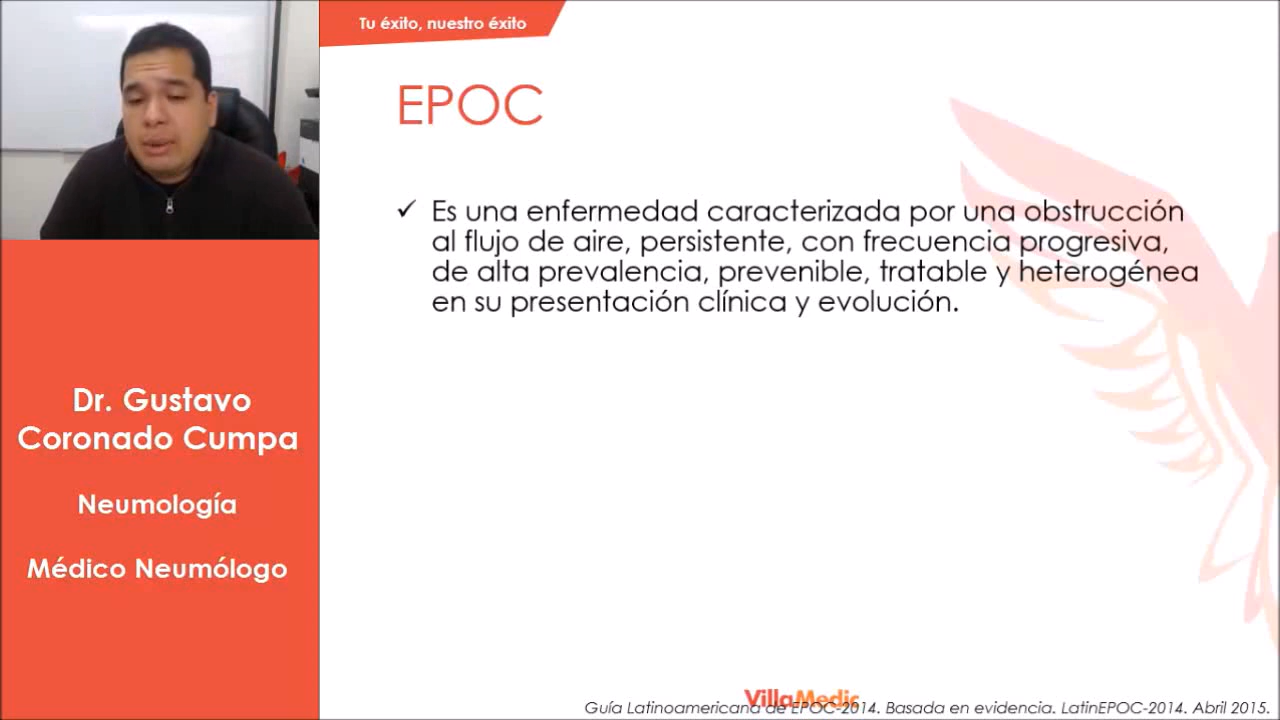 Tu éxito, nuestro éxito
EPOC
✓ Es una enfermedad caracterizada por una obstrucción
al flujo de aire, persistente, con frecuencia progresiva,
de alta prevalencia, prevenible, tratable y heterogénea
en su presentación clínica y evolución.
Dr. Gustavo
Coronado Cumpa
Neumología
Médico Neumólogo
VillaMedic
Guía Latinoamericana de EPOC-2014. Basada en evidencia. LatinEPOC-2014. Abril 2015.